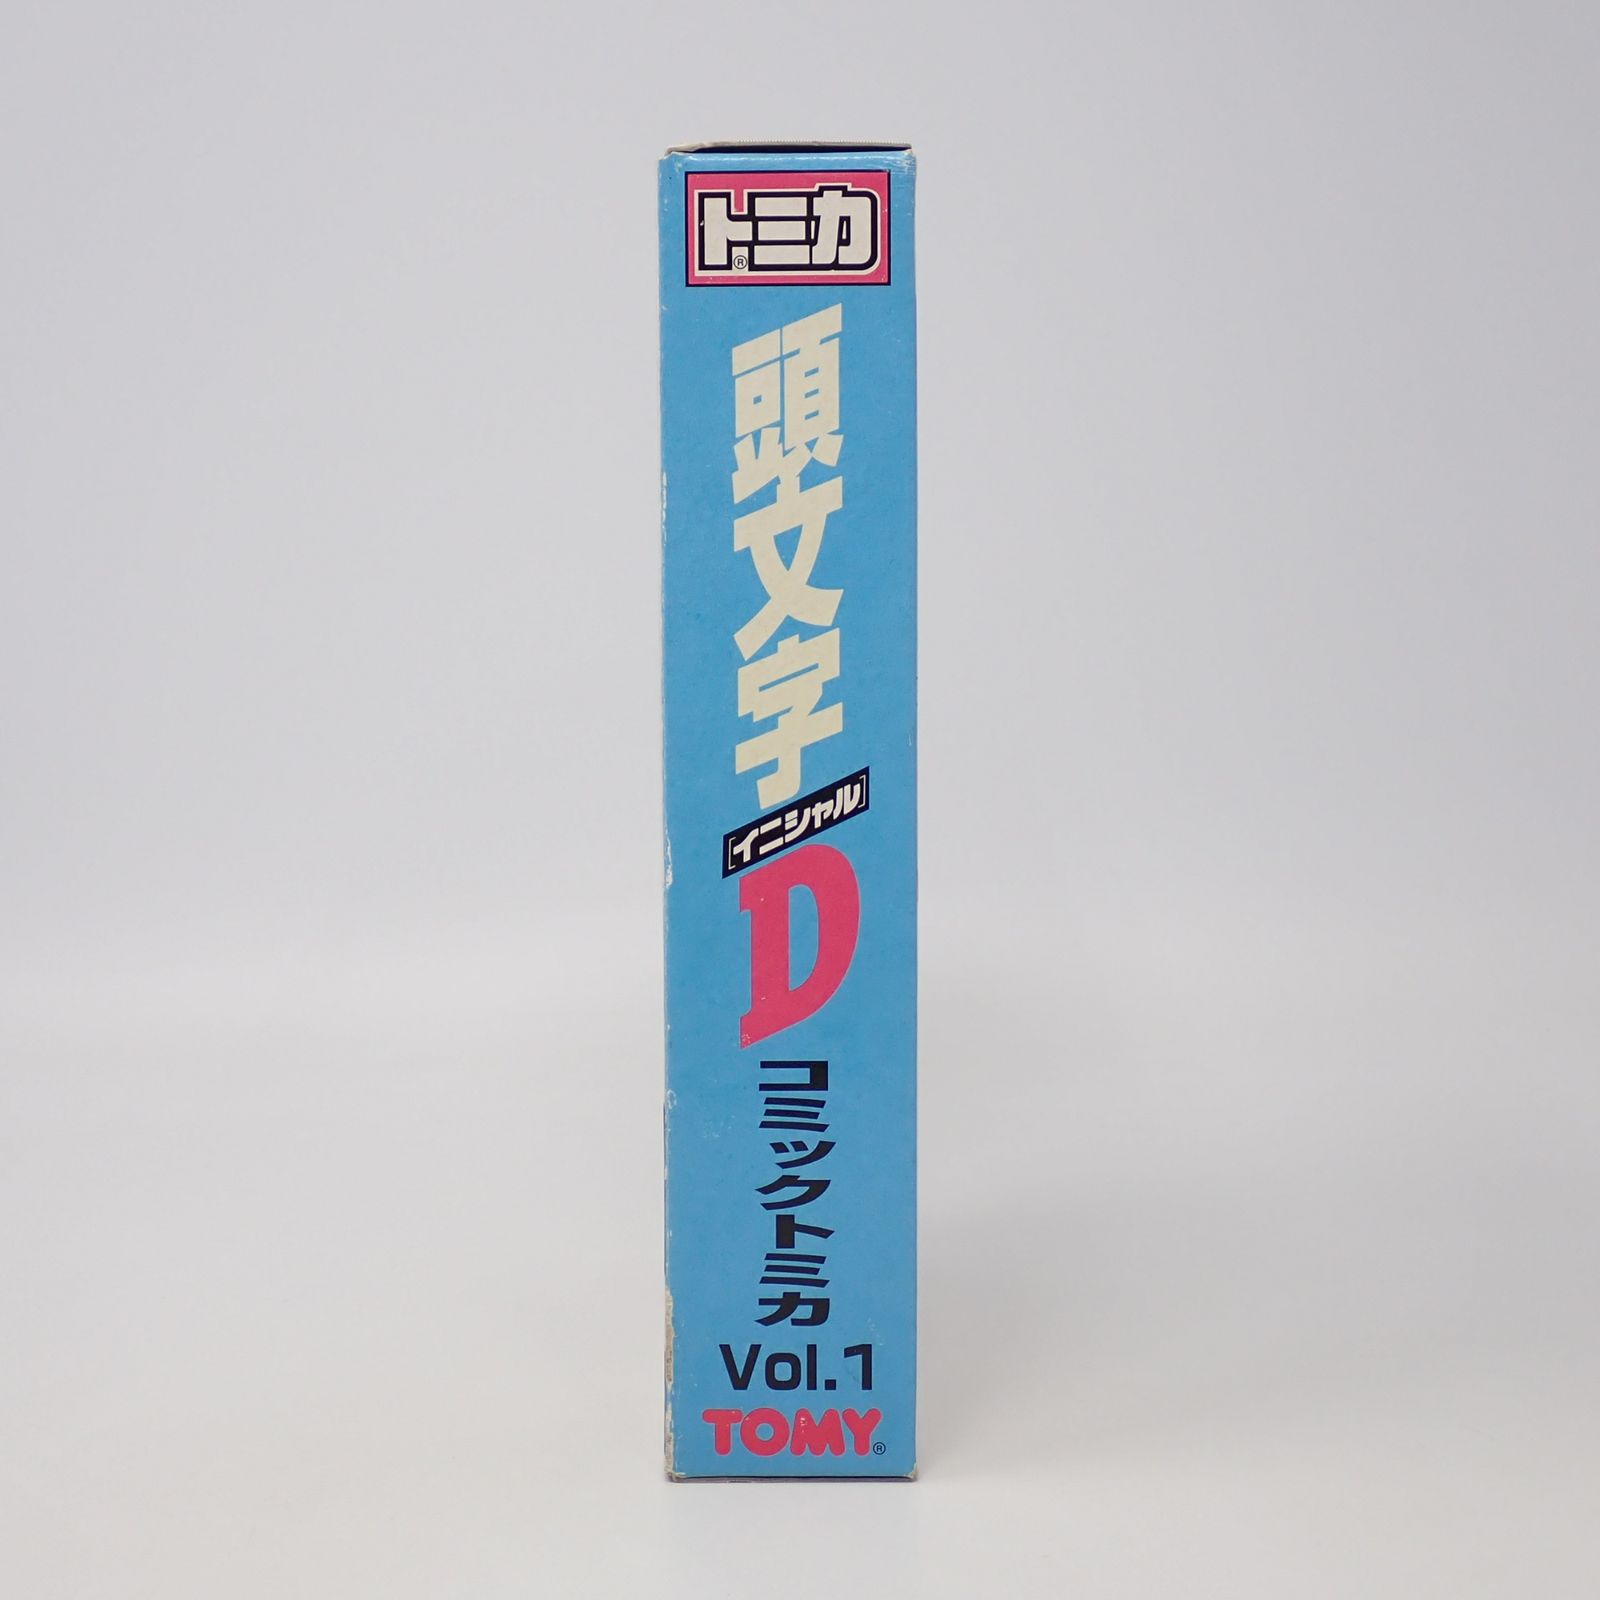 トミカ®
頭文字
[イニシャル]
D
コミックトミカ
Vol.1
TOMY®